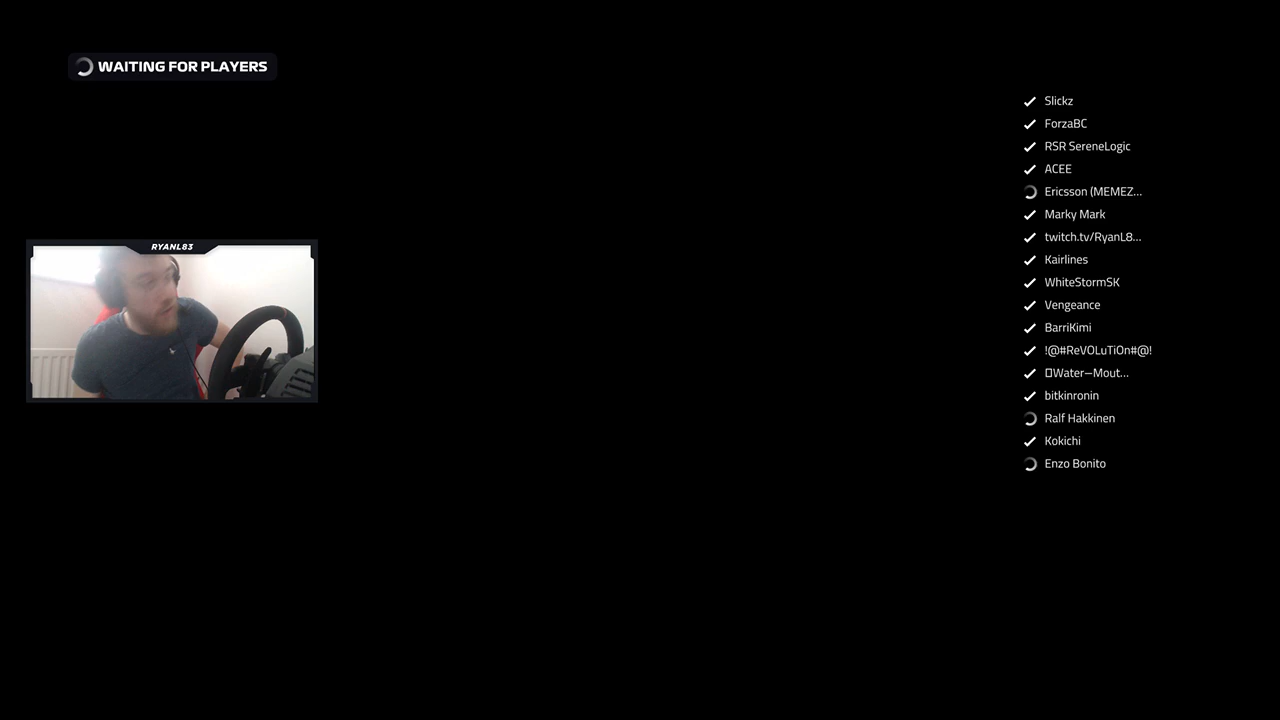 WAITING FOR PLAYERS
Slickz
ForzaBC
RSR SereneLogic
ACEE
Ericsson (MEMEZ...
Marky Mark
twitch.tv/RyanL8...
RYANL83
Kairlines
WhiteStormSK
Vengeance
BarriKimi
!@#ReVOLuTiOn#@!
▯Water—Mout...
bitkinronin
Ralf Hakkinen
Kokichi
Enzo Bonito